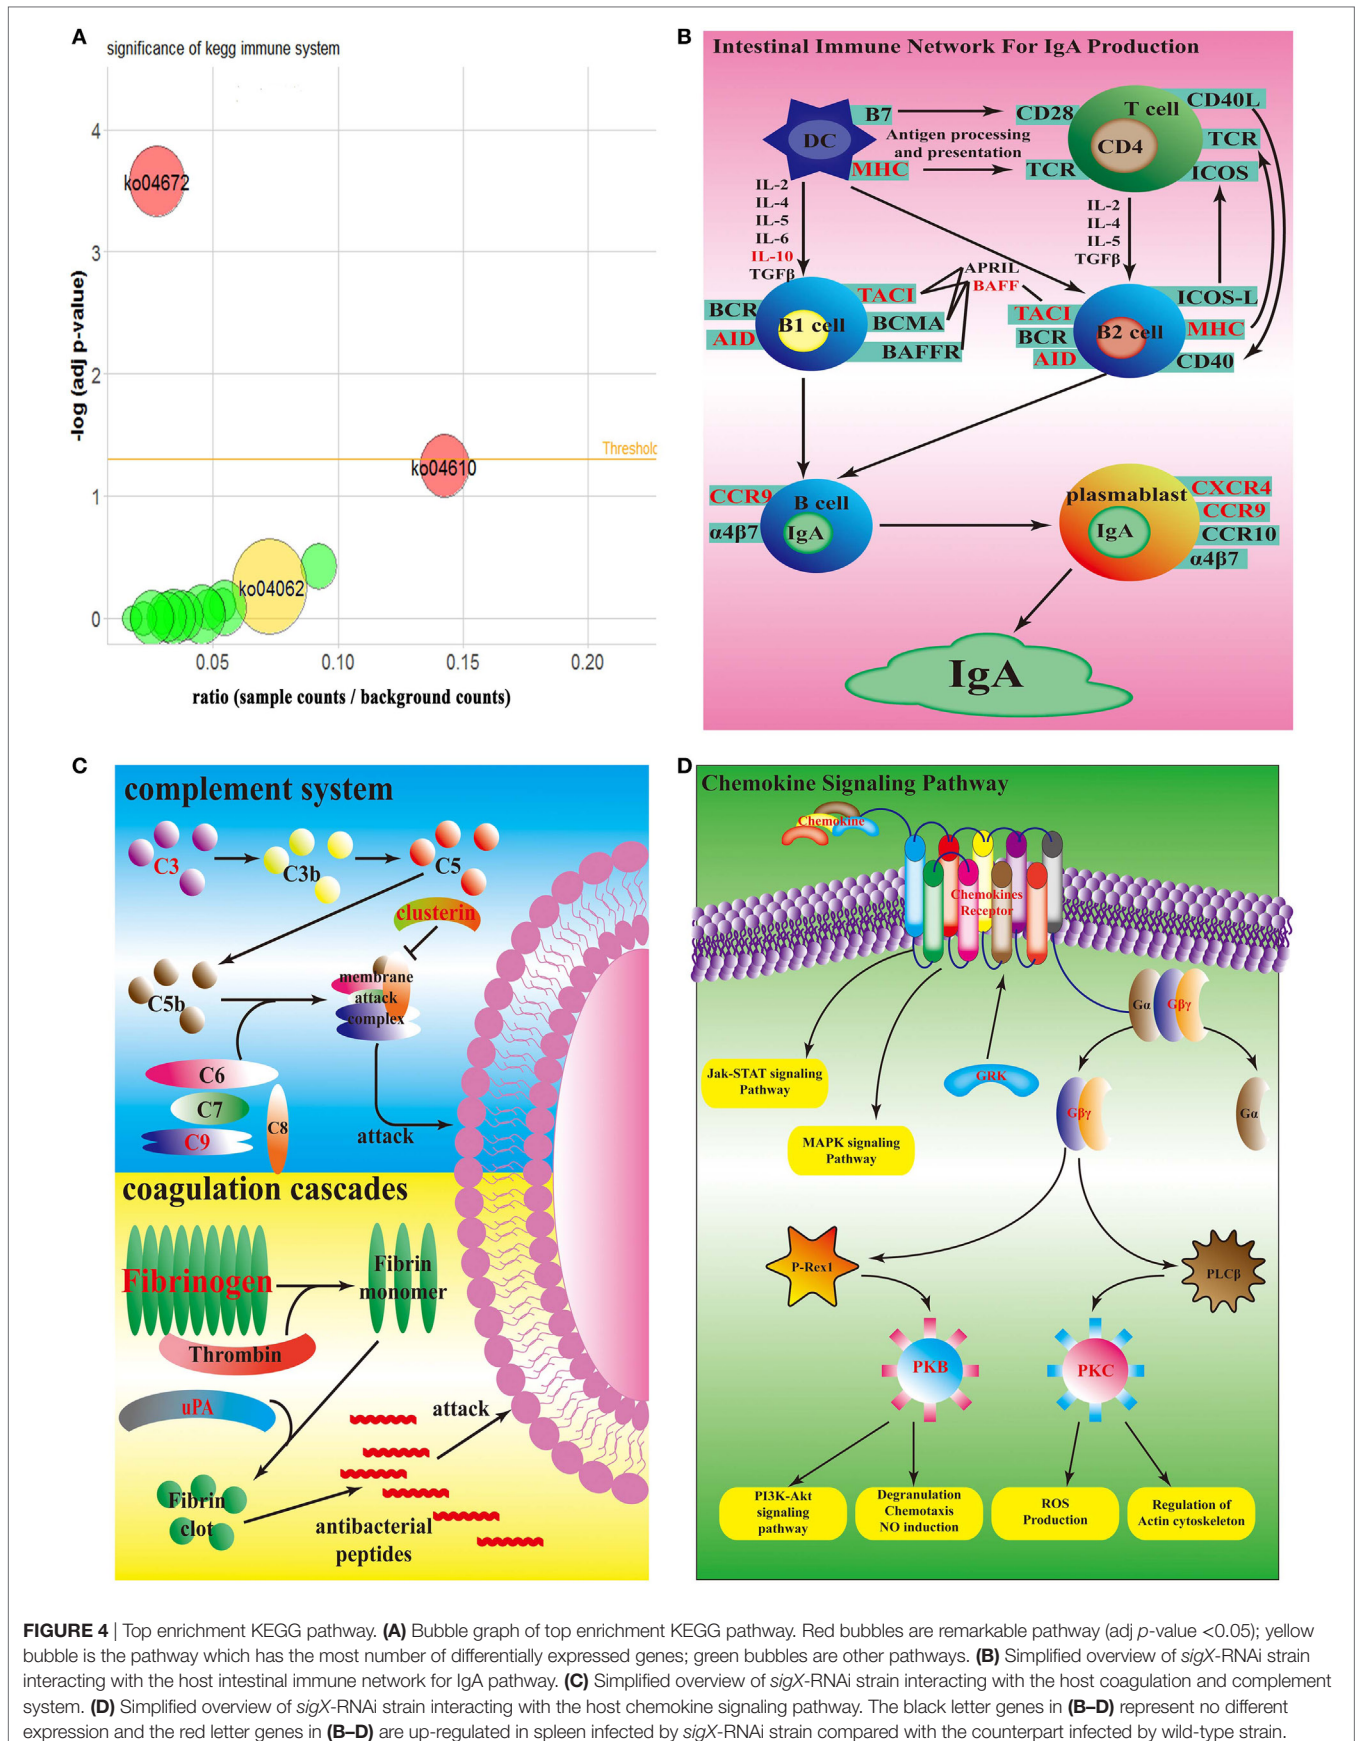 A
significance of kegg immune system
4
3
2
1
0
-log (adj p-value)
ko04672
Threshold
ko04610
ko04062
0.05 0.10 0.15 0.20
ratio (sample counts / background counts)
B
Intestinal Immune Network For IgA Production
DC
B7
MHC
Antigen processing
and presentation
CD28
TCR
T cell
CD4
CD40L
TCR
ICOS
IL-2
IL-4
IL-5
IL-6
IL-10
TGFβ
IL-2
IL-4
IL-5
TGFβ
APRIL
BAFF
BCR
AID
B1 cell
TACI
BCMA
BAFFR
TACI
BCR
AID
B2 cell
ICOS-L
MHC
CD40
CCR9
α4β7
B cell
IgA
plasmablast
IgA
CXCR4
CCR9
CCR10
α4β7
IgA
C
complement system
C3
C3b
C5
clusterin
C5b
membrane
attack
complex
C6
C7
C9
C8
attack
coagulation cascades
Fibrinogen
Fibrin
monomer
Thrombin
uPA
attack
Fibrin
clot
antibacterial
peptides
D
Chemokine Signaling Pathway
Chemokine
Chemokines
Receptor
Gα
Gβγ
Jak-STAT signaling
Pathway
GRK
Gβγ
Gα
MAPK signaling
Pathway
P-Rex1
PLCβ
PKB
PKC
PI3K-Akt
signaling
pathway
Degranulation
Chemotaxis
NO induction
ROS
Production
Regulation of
Actin cytoskeleton
FIGURE 4 | Top enrichment KEGG pathway. (A) Bubble graph of top enrichment KEGG pathway. Red bubbles are remarkable pathway (adj p-value <0.05); yellow
bubble is the pathway which has the most number of differentially expressed genes; green bubbles are other pathways. (B) Simplified overview of sigX-RNAi strain
interacting with the host intestinal immune network for IgA pathway. (C) Simplified overview of sigX-RNAi strain interacting with the host coagulation and complement
system. (D) Simplified overview of sigX-RNAi strain interacting with the host chemokine signaling pathway. The black letter genes in (B–D) represent no different
expression and the red letter genes in (B–D) are up-regulated in spleen infected by sigX-RNAi strain compared with the counterpart infected by wild-type strain.